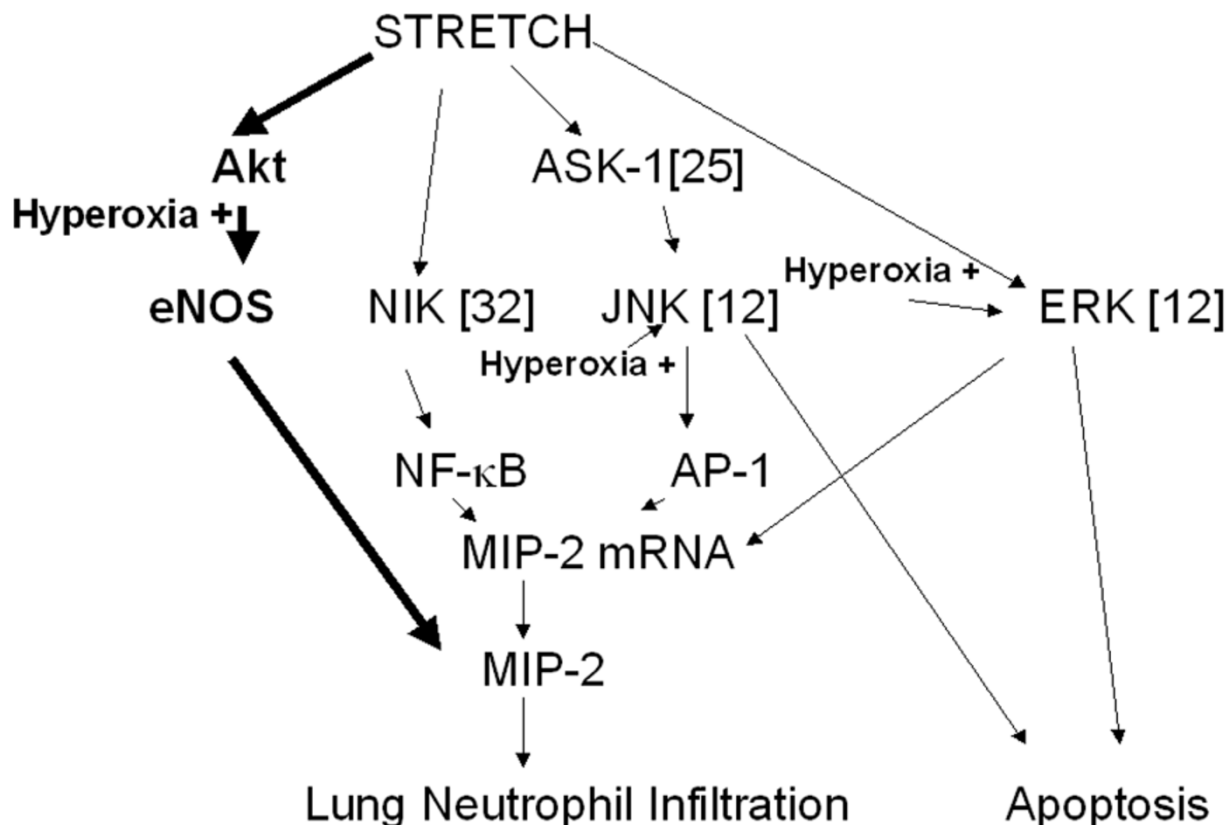 STRETCH
Akt
ASK-1[25]
Hyperoxia +
Hyperoxia +
eNOS
NIK [32]
JNK [12]
ERK [12]
Hyperoxia +
NF-κB
AP-1
MIP-2 mRNA
MIP-2
Lung Neutrophil Infiltration
Apoptosis